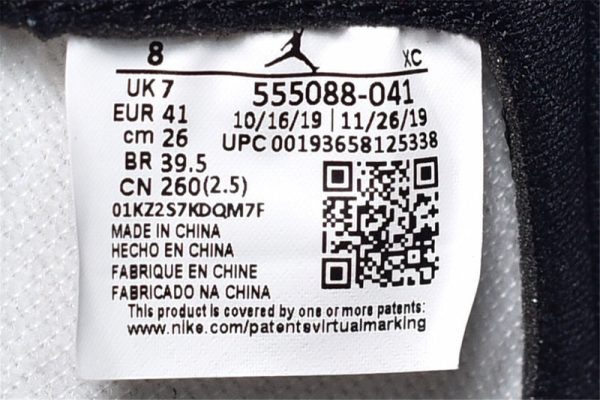 8 XC
UK 7
EUR 41
cm 26
BR 39.5
CN 260(2.5)
01KZ2S7KDQM7F
555088-041
10/16/19 | 11/26/19
UPC 00193658125338
MADE IN CHINA
HECHO EN CHINA
FABRIQUE EN CHINE
FABRICADO NA CHINA
This product is covered by one or more patents:
www.nike.com/patentsvirtualmarking